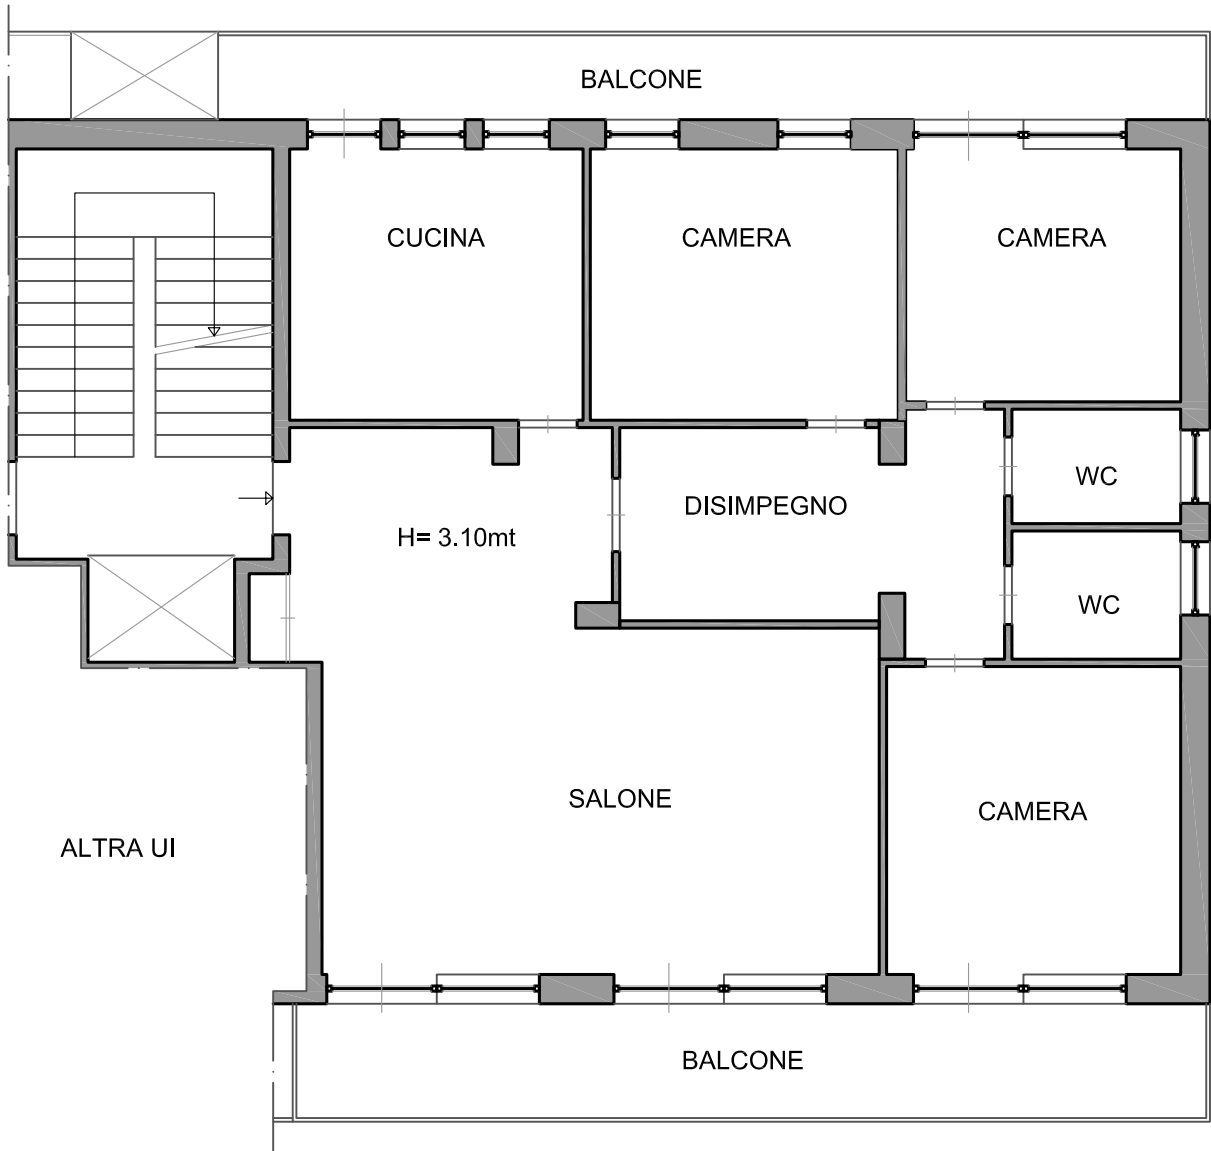 BALCONE
CUCINA
CAMERA
CAMERA
WC
DISIMPEGNO
H= 3.10mt
WC
SALONE
CAMERA
ALTRA UI
BALCONE